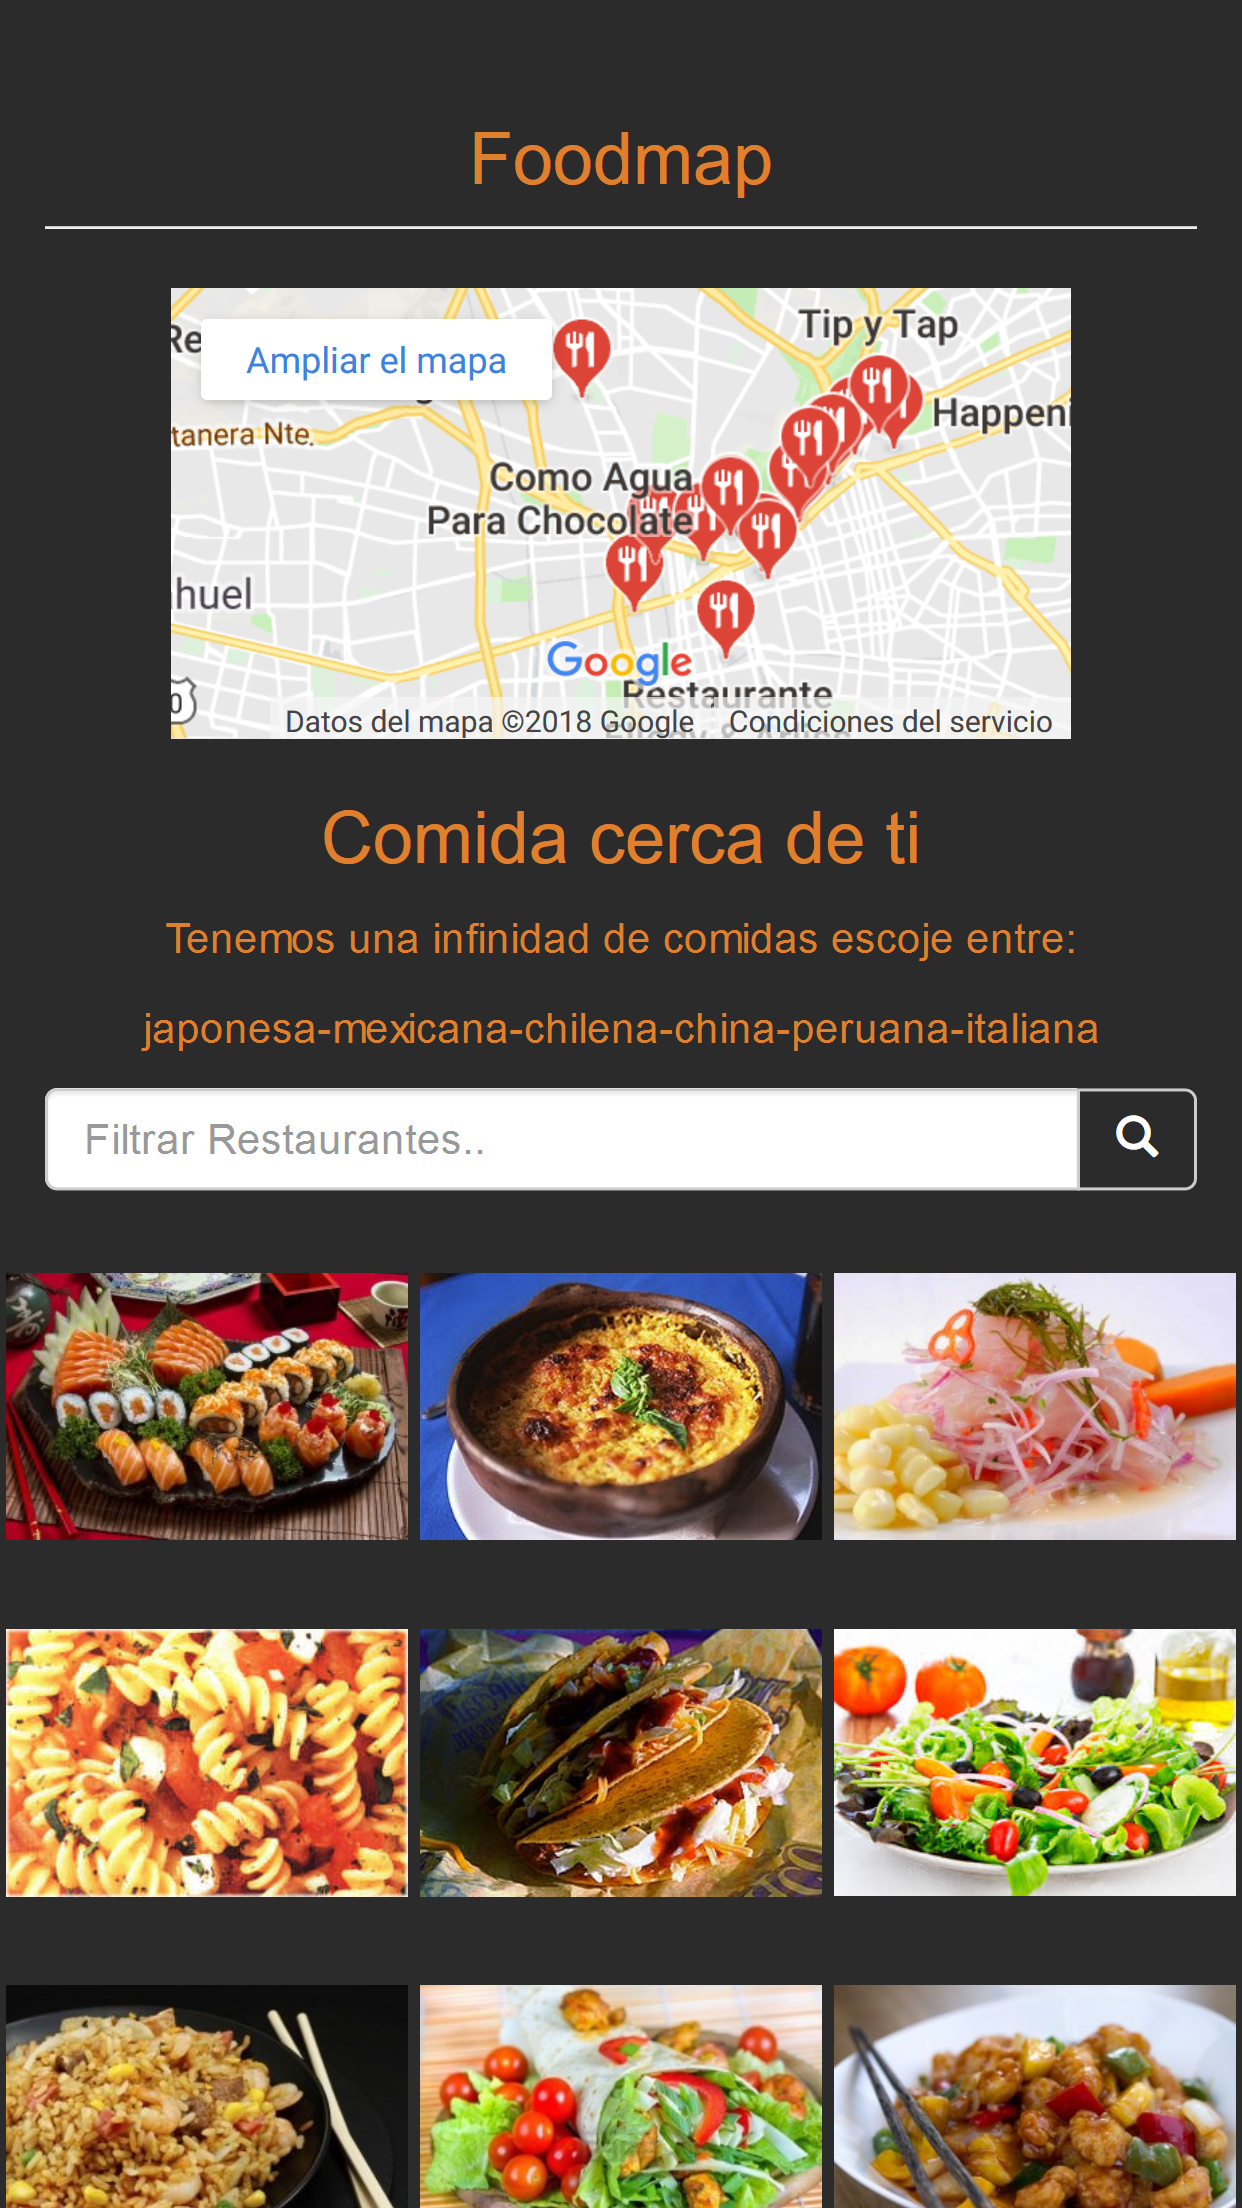 Foodmap
Ampliar el mapa
Tip y Tap
Happeni
tanera Nte.
Como Agua
Para Chocolate
huel
Google
Restaurante
Datos del mapa ©2018 Google
Condiciones del servicio
Comida cerca de ti
Tenemos una infinidad de comidas escoje entre:
japonesa-mexicana-chilena-china-peruana-italiana
Filtrar Restaurantes..